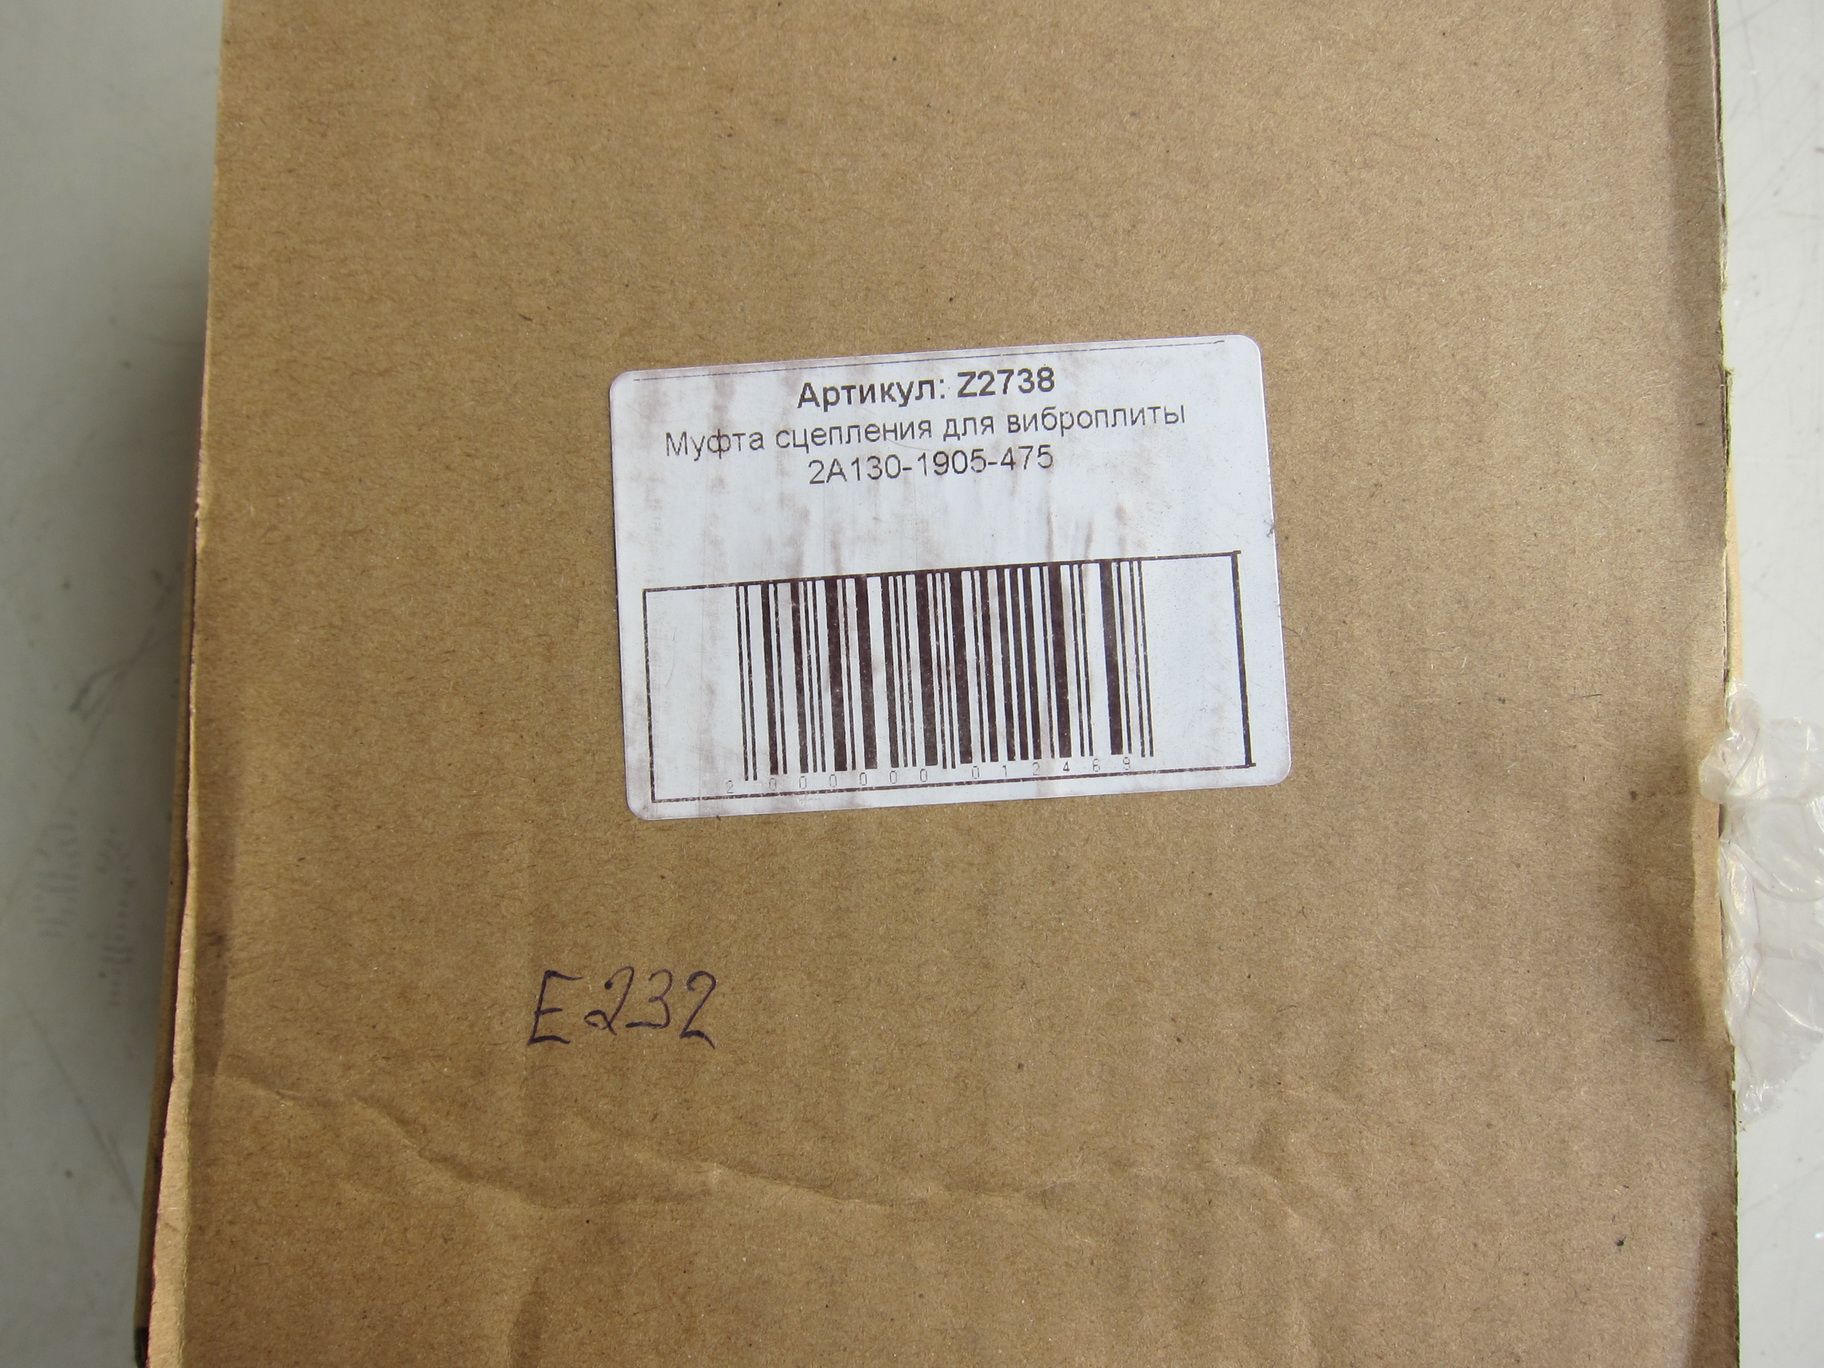 Артикул: Z2738
Муфта сцепления для виброплиты
2A130-1905-475
2 000000 012469
E232